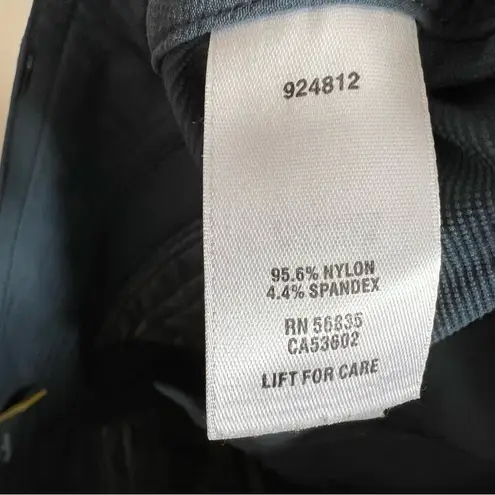 924812
95.6% NYLON
4.4% SPANDEX
RN 56835
CA53602
LIFT FOR CARE